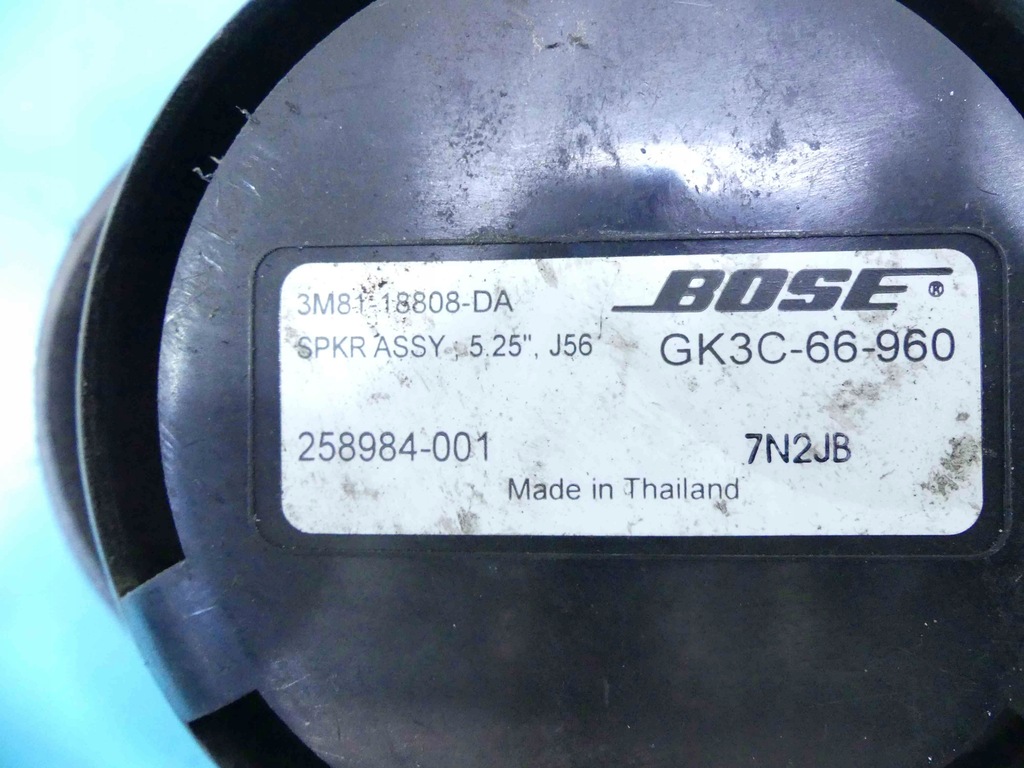 3M81-18808-DA
BOSE®
SPKR ASSY , 5.25", J56
GK3C-66-960
258984-001
7N2JB
Made in Thailand